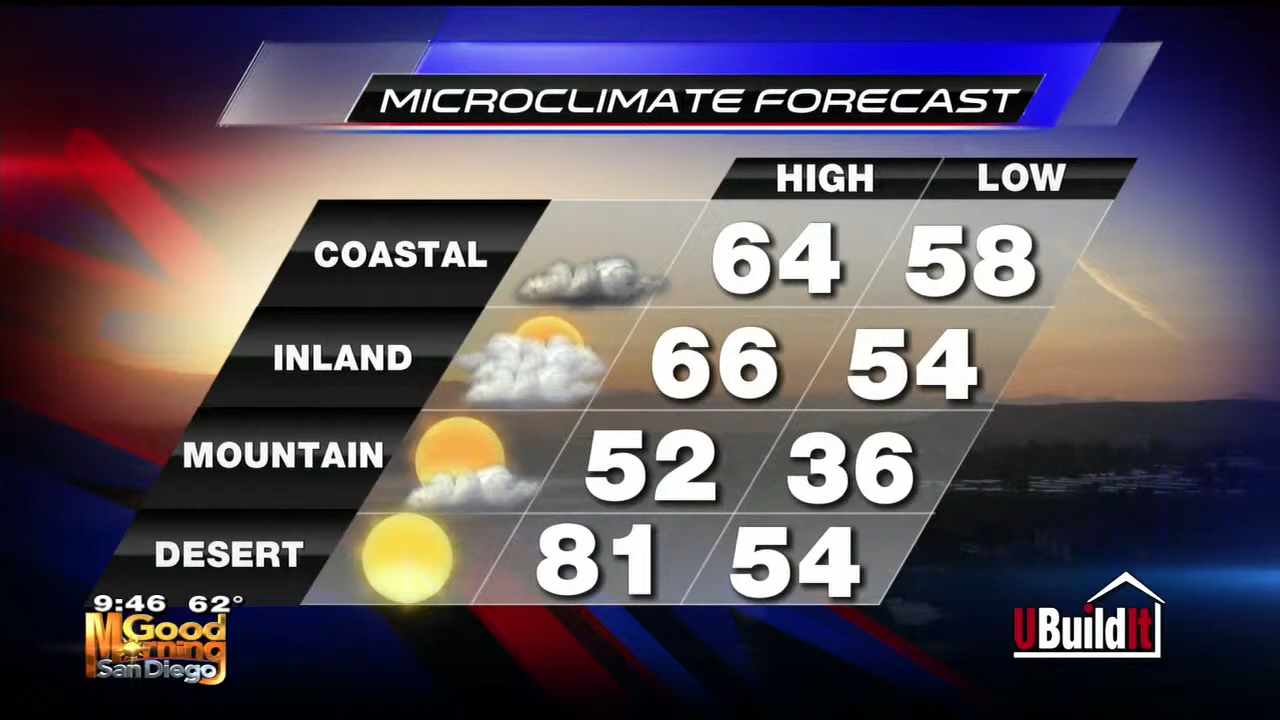 MICROCLIMATE FORECAST
HIGH LOW
COASTAL 64 58
INLAND 66 54
MOUNTAIN 52 36
DESERT 81 54
9:46 62°
Good
Morning
San Diego
UBuildIt